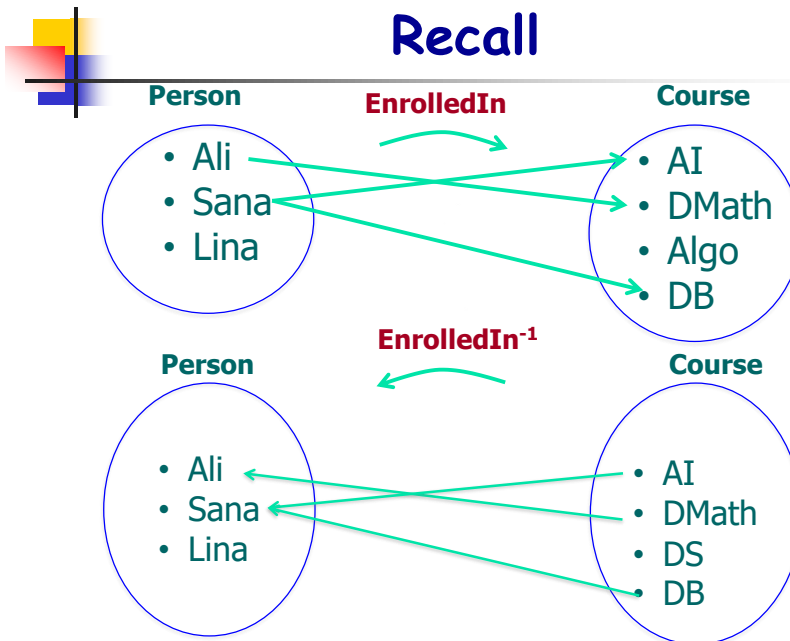 Recall
Person EnrolledIn Course
• Ali
• Sana
• Lina
• AI
• DMath
• Algo
• DB
EnrolledIn-1
Person Course
• Ali
• Sana
• Lina
• AI
• DMath
• DS
• DB